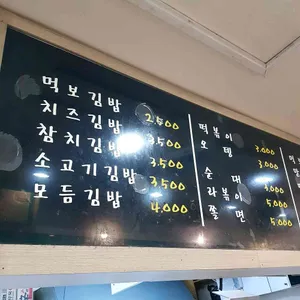 먹보김밥 2,500
치즈김밥 3,500
참치김밥 3,500
소고기김밥 3,500
모듬김밥 4,000
떡볶이 3,000
오뎅 3,000
순대 3,000
라볶이 5,000
쫄면 5,000